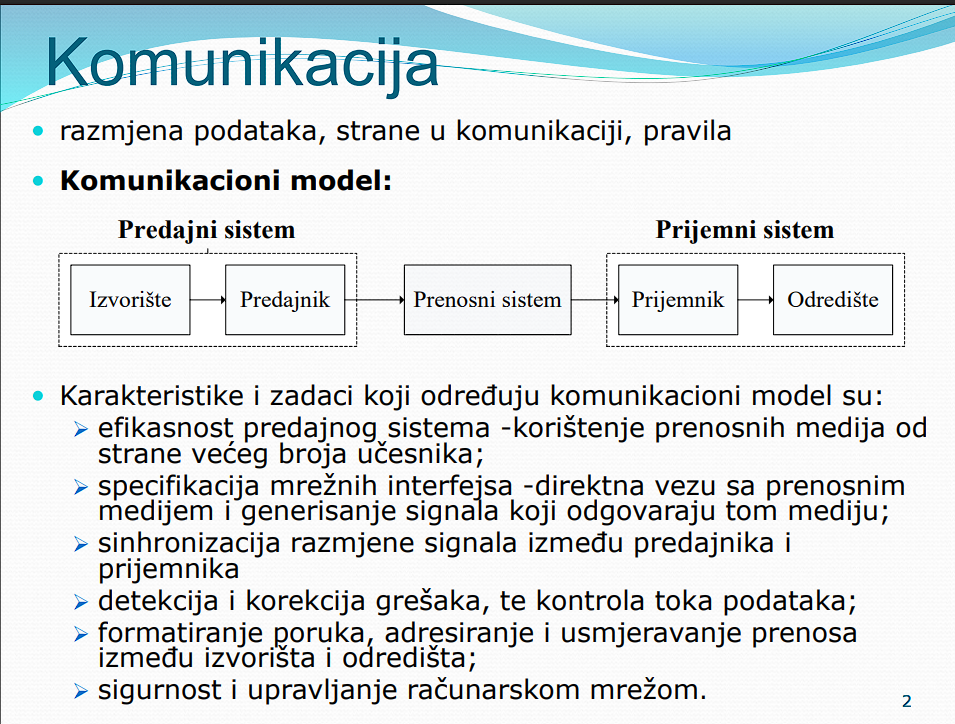 Komunikacija
razmjena podataka, strane u komunikaciji, pravila
Komunikacioni model:
Predajni sistem
Prijemni sistem
Izvorište
Predajnik
Prenosni sistem
Prijemnik
Odredište
Karakteristike i zadaci koji određuju komunikacioni model su:
efikasnost predajnog sistema -korištenje prenosnih medija od
strane većeg broja učesnika;
specifikacija mrežnih interfejsa -direktna vezu sa prenosnim
medijem i generisanje signala koji odgovaraju tom mediju;
sinhronizacija razmjene signala između predajnika i
prijemnika
detekcija i korekcija grešaka, te kontrola toka podataka;
formatiranje poruka, adresiranje i usmjeravanje prenosa
između izvorišta i odredišta;
sigurnost i upravljanje računarskom mrežom.
2